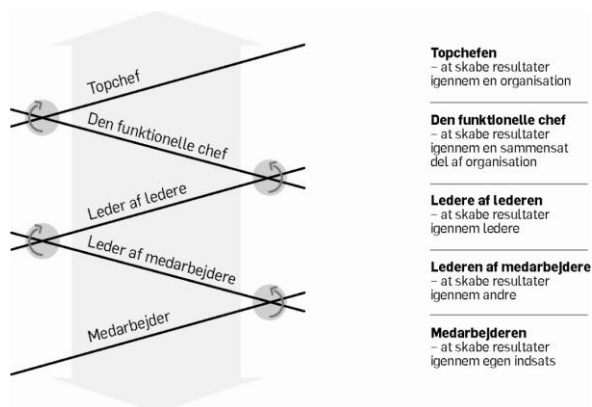 Topchef
Den funktionelle chef
Leder af ledere
Leder af medarbejdere
Medarbejder
Topchefen
– at skabe resultater
igennem en organisation
Den funktionelle chef
– at skabe resultater
igennem en sammensat
del af organisation
Ledere af lederen
– at skabe resultater
igennem ledere
Lederen af medarbejdere
– at skabe resultater
igennem andre
Medarbejderen
– at skabe resultater
igennem egen indsats